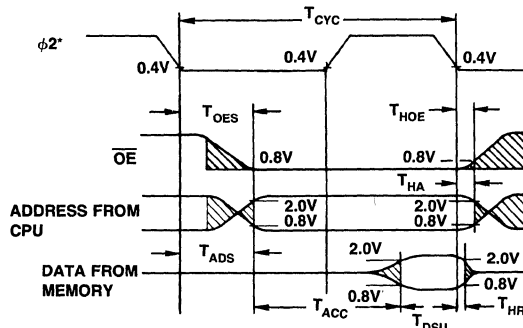 T_CYC
ϕ2*
0.4V 0.4V 0.4V
T_OES T_HOE
O̅E̅ 0.8V 0.8V
T_HA
ADDRESS FROM CPU 2.0V 0.8V 2.0V 0.8V
T_ADS 2.0V 2.0V
DATA FROM MEMORY 0.8V 0.8V
T_ACC T_DSU T_HR